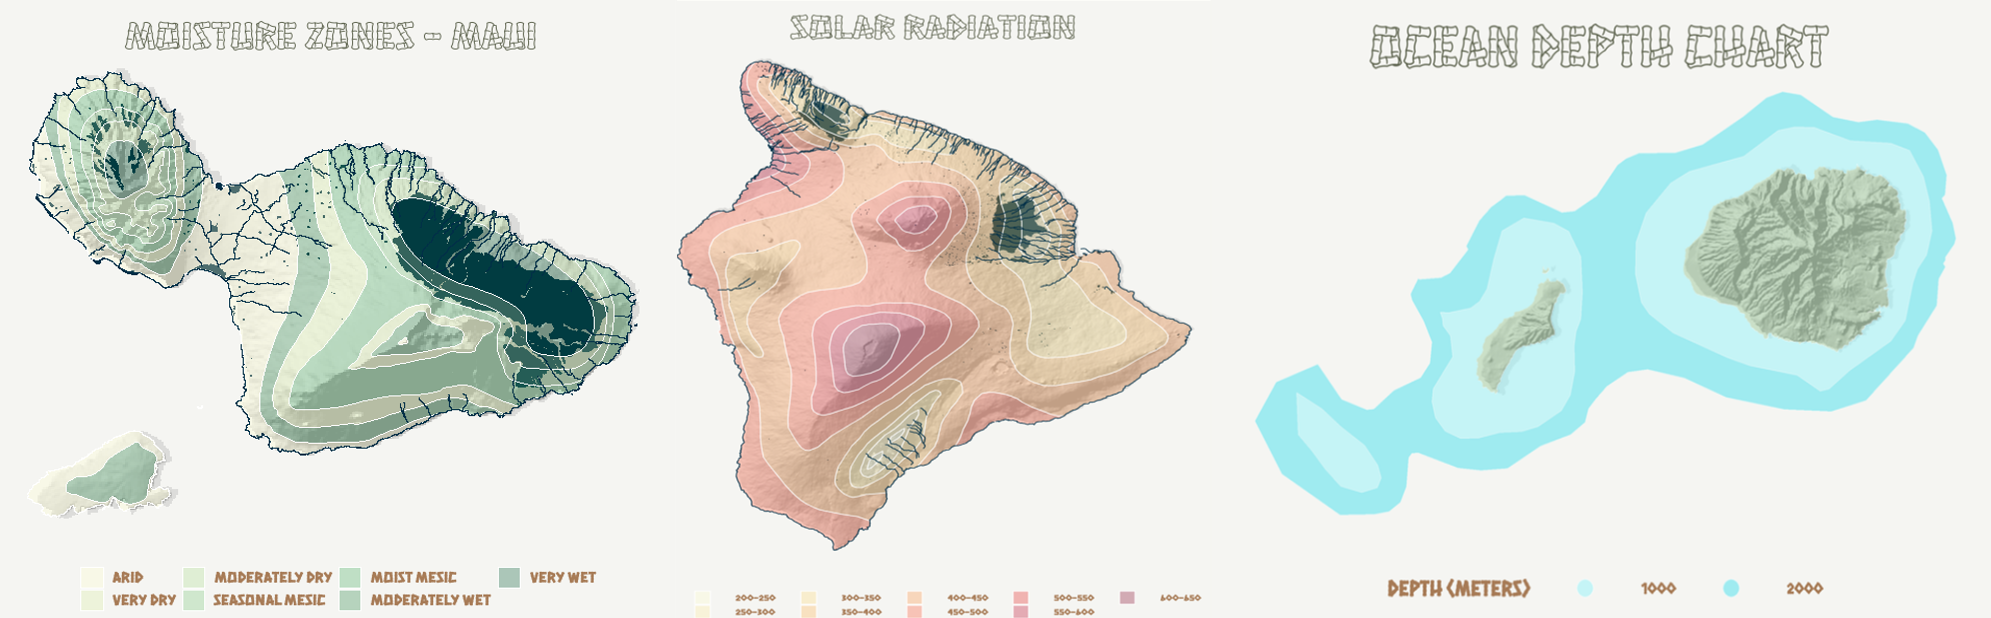 MOISTURE ZONES - MAUI
ARID
MODERATELY DRY
MOIST MESIC
VERY WET
VERY DRY
SEASONAL MESIC
MODERATELY WET
SOLAR RADIATION
200-250
300-350
400-450
500-550
600-650
250-300
350-400
450-500
550-600
OCEAN DEPTH CHART
DEPTH (METERS)
1000
2000